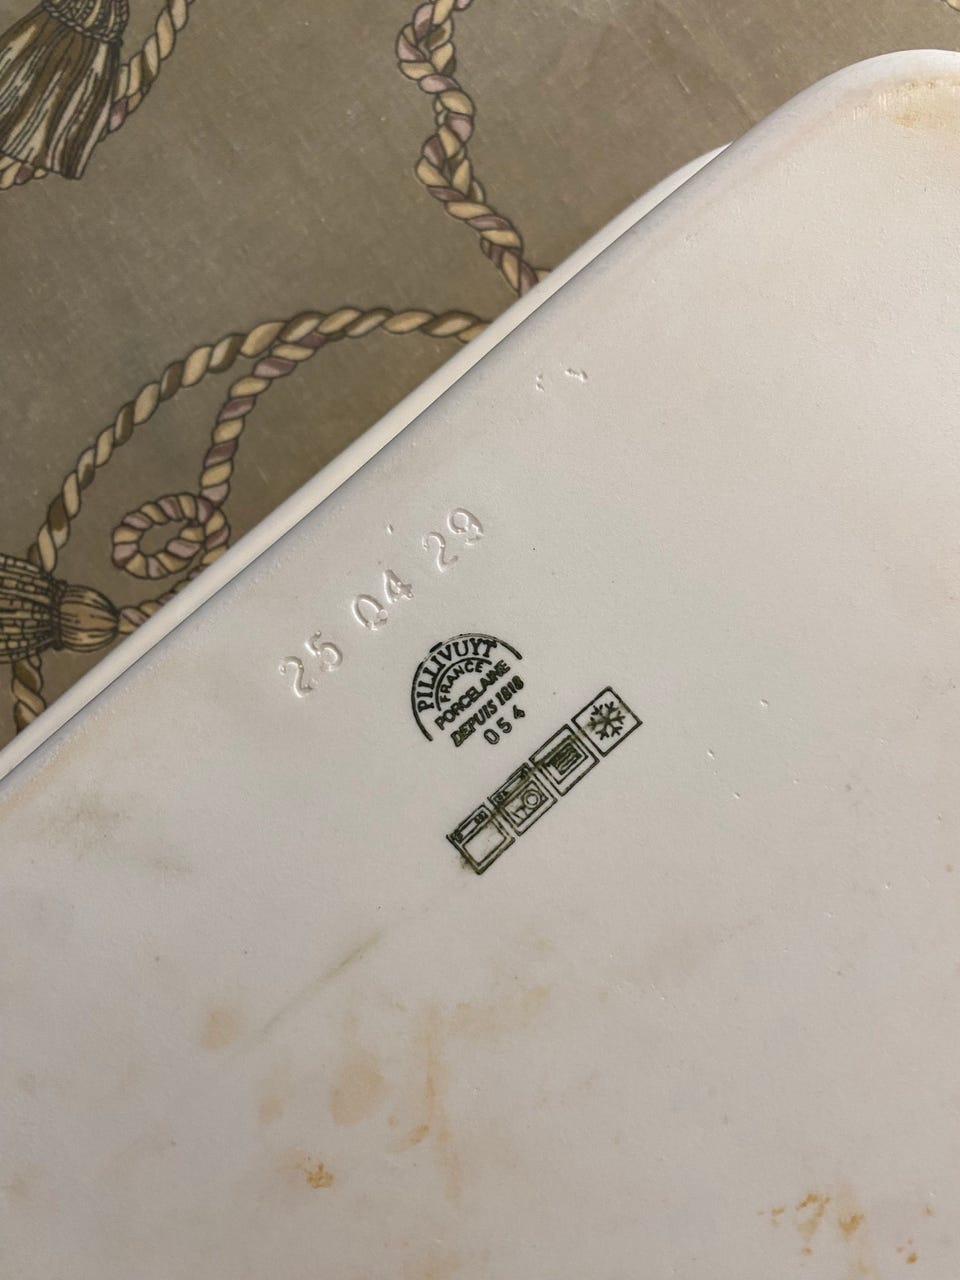 25 04 29
PILLIVUYT
FRANCE
PORCELAINE
DEPUIS 1818
054